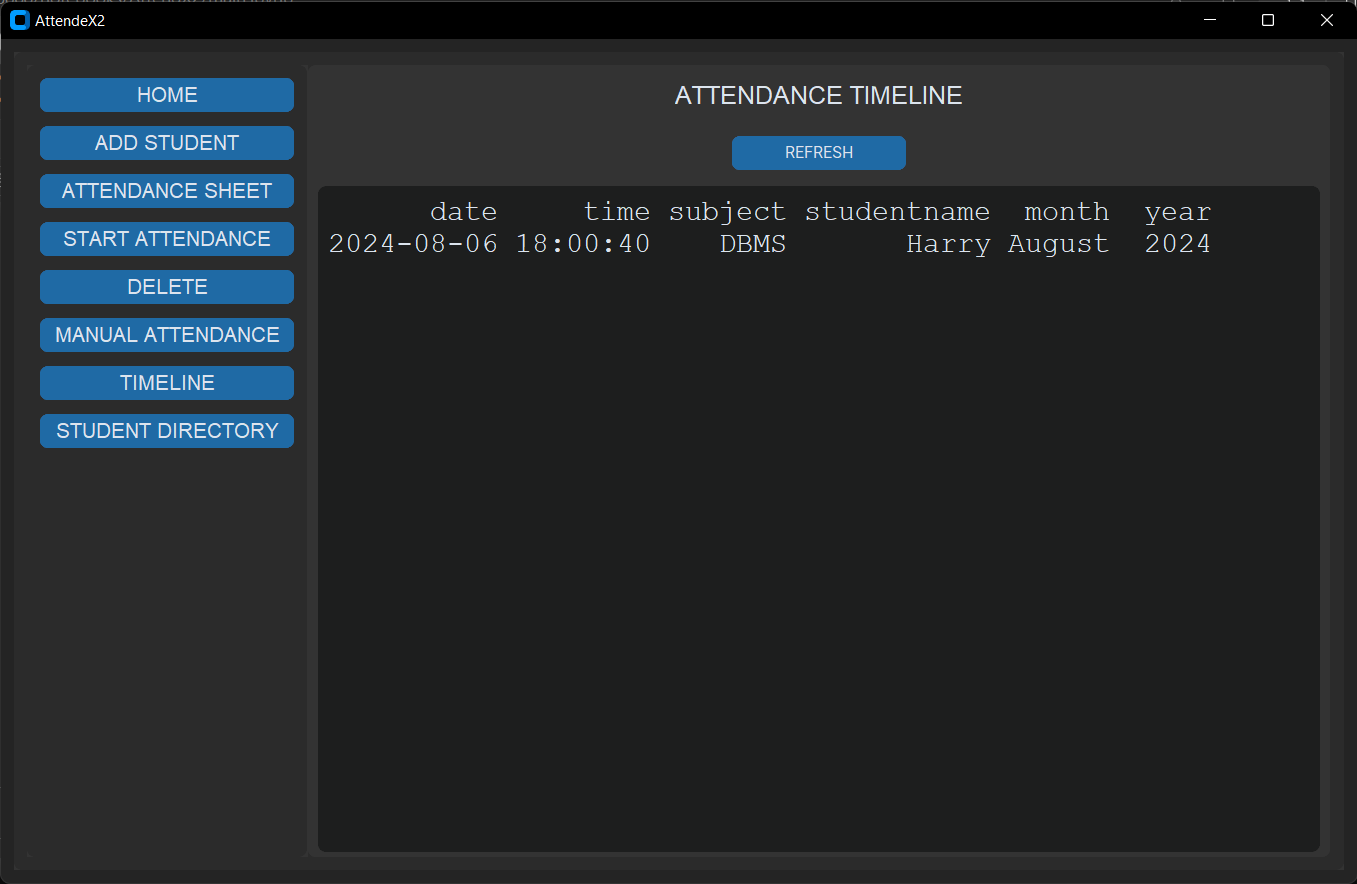 AttendeX2
HOME
ADD STUDENT
ATTENDANCE SHEET
START ATTENDANCE
DELETE
MANUAL ATTENDANCE
TIMELINE
STUDENT DIRECTORY
ATTENDANCE TIMELINE
REFRESH
date time subject studentname month year
2024-08-06 18:00:40 DBMS Harry August 2024